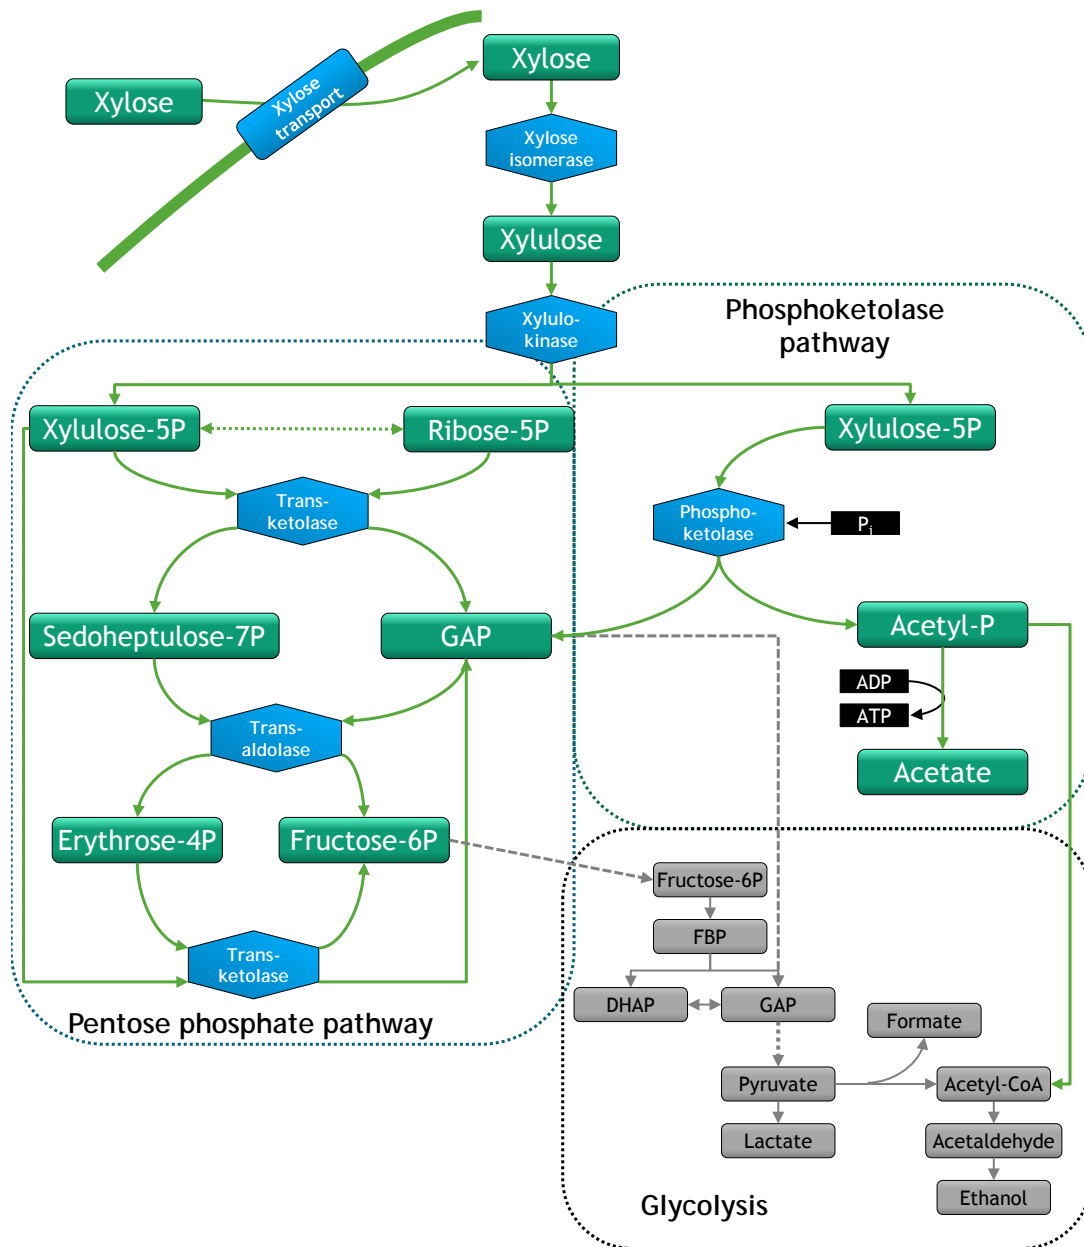 Xylose
Xylose
transport
Xylose
Xylose
isomerase
Xylulose
Xylulo-
kinase
Phosphoketolase
pathway
Xylulose-5P
Ribose-5P
Xylulose-5P
Trans-
ketolase
Phospho-
ketolase
Pi
Sedoheptulose-7P
GAP
Acetyl-P
ADP
ATP
Trans-
aldolase
Acetate
Erythrose-4P
Fructose-6P
Fructose-6P
FBP
Trans-
ketolase
DHAP
GAP
Pentose phosphate pathway
Formate
Pyruvate
Acetyl-CoA
Lactate
Acetaldehyde
Ethanol
Glycolysis